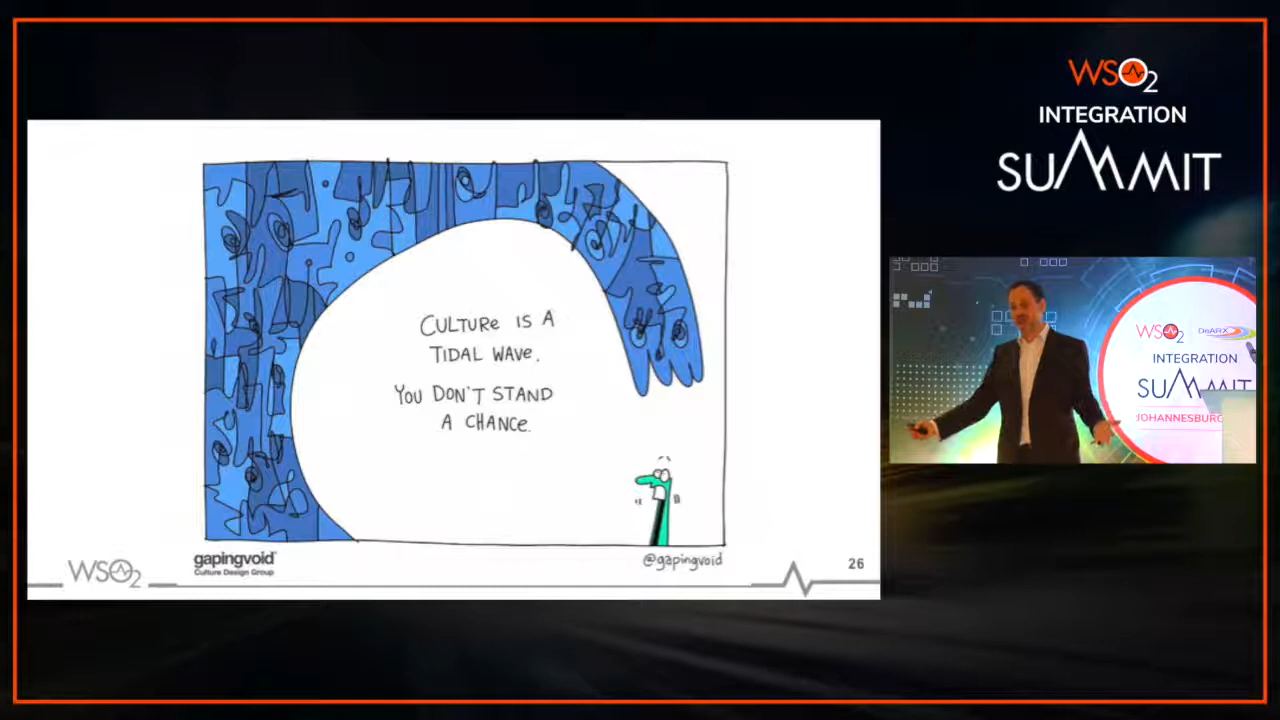 WSO2
INTEGRATION
SUMMIT
CULTURE IS A
TIDAL WAVE.
YOU DON'T STAND
A CHANCE.
gapingvoid
Culture Design Group
@gapingvoid
WSO2
26
WSO2
INTEGRATION
SUMMIT
JOHANNESBURG